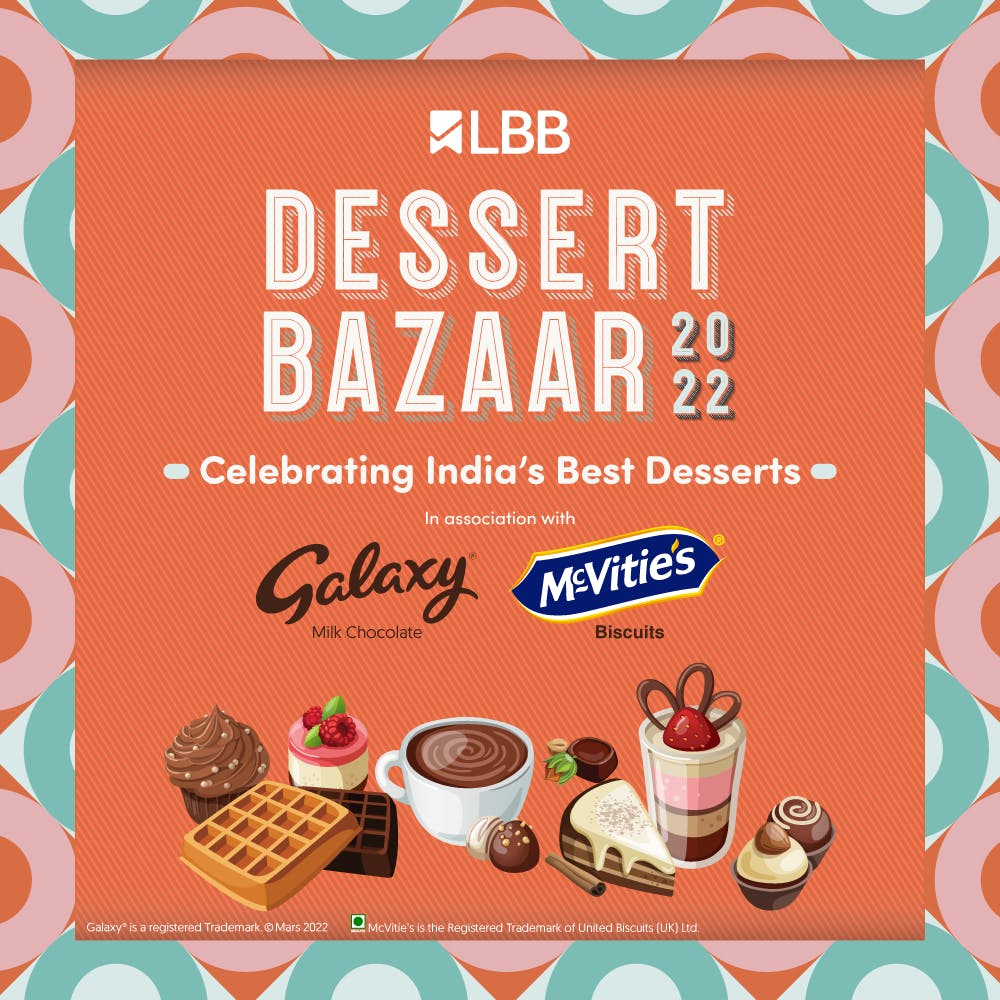 LBB
DESSERT
BAZAAR 20
22
Celebrating India's Best Desserts
In association with
Galaxy® McVitie's®
Milk Chocolate Biscuits
Galaxy® is a registered Trademark. © Mars 2022 McVitie's is the Registered Trademark of United Biscuits (UK) Ltd.